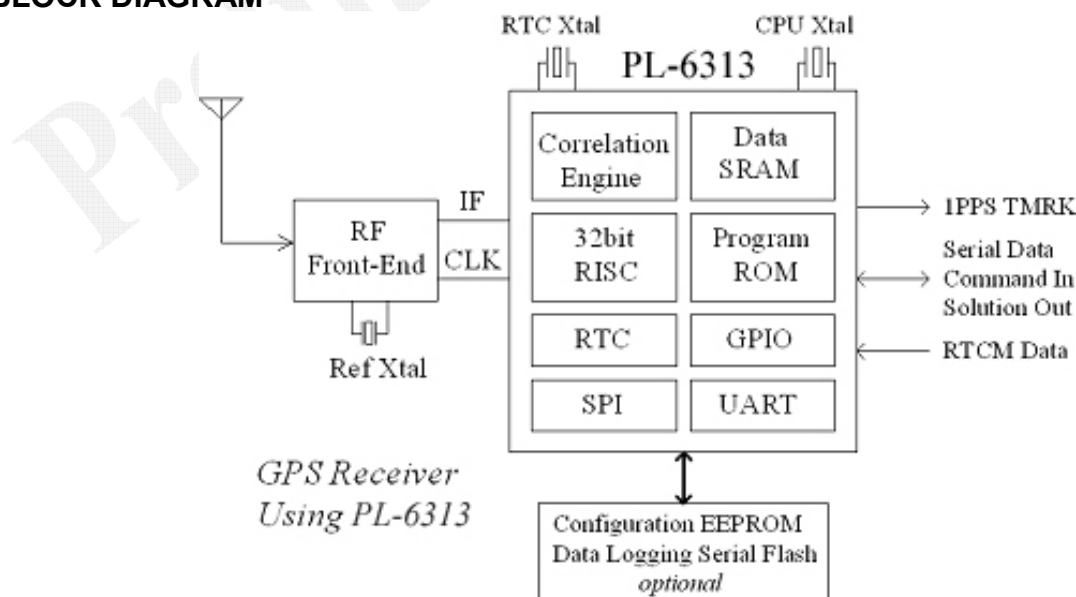 BLOCK DIAGRAM
RTC Xtal
CPU Xtal
PL-6313
Correlation
Engine
Data
SRAM
IF
RF
Front-End
CLK
32bit
RISC
Program
ROM
1PPS TMRK
Serial Data
Command In
Solution Out
RTC
GPIO
RTCM Data
Ref Xtal
SPI
UART
GPS Receiver
Using PL-6313
Configuration EEPROM
Data Logging Serial Flash
optional